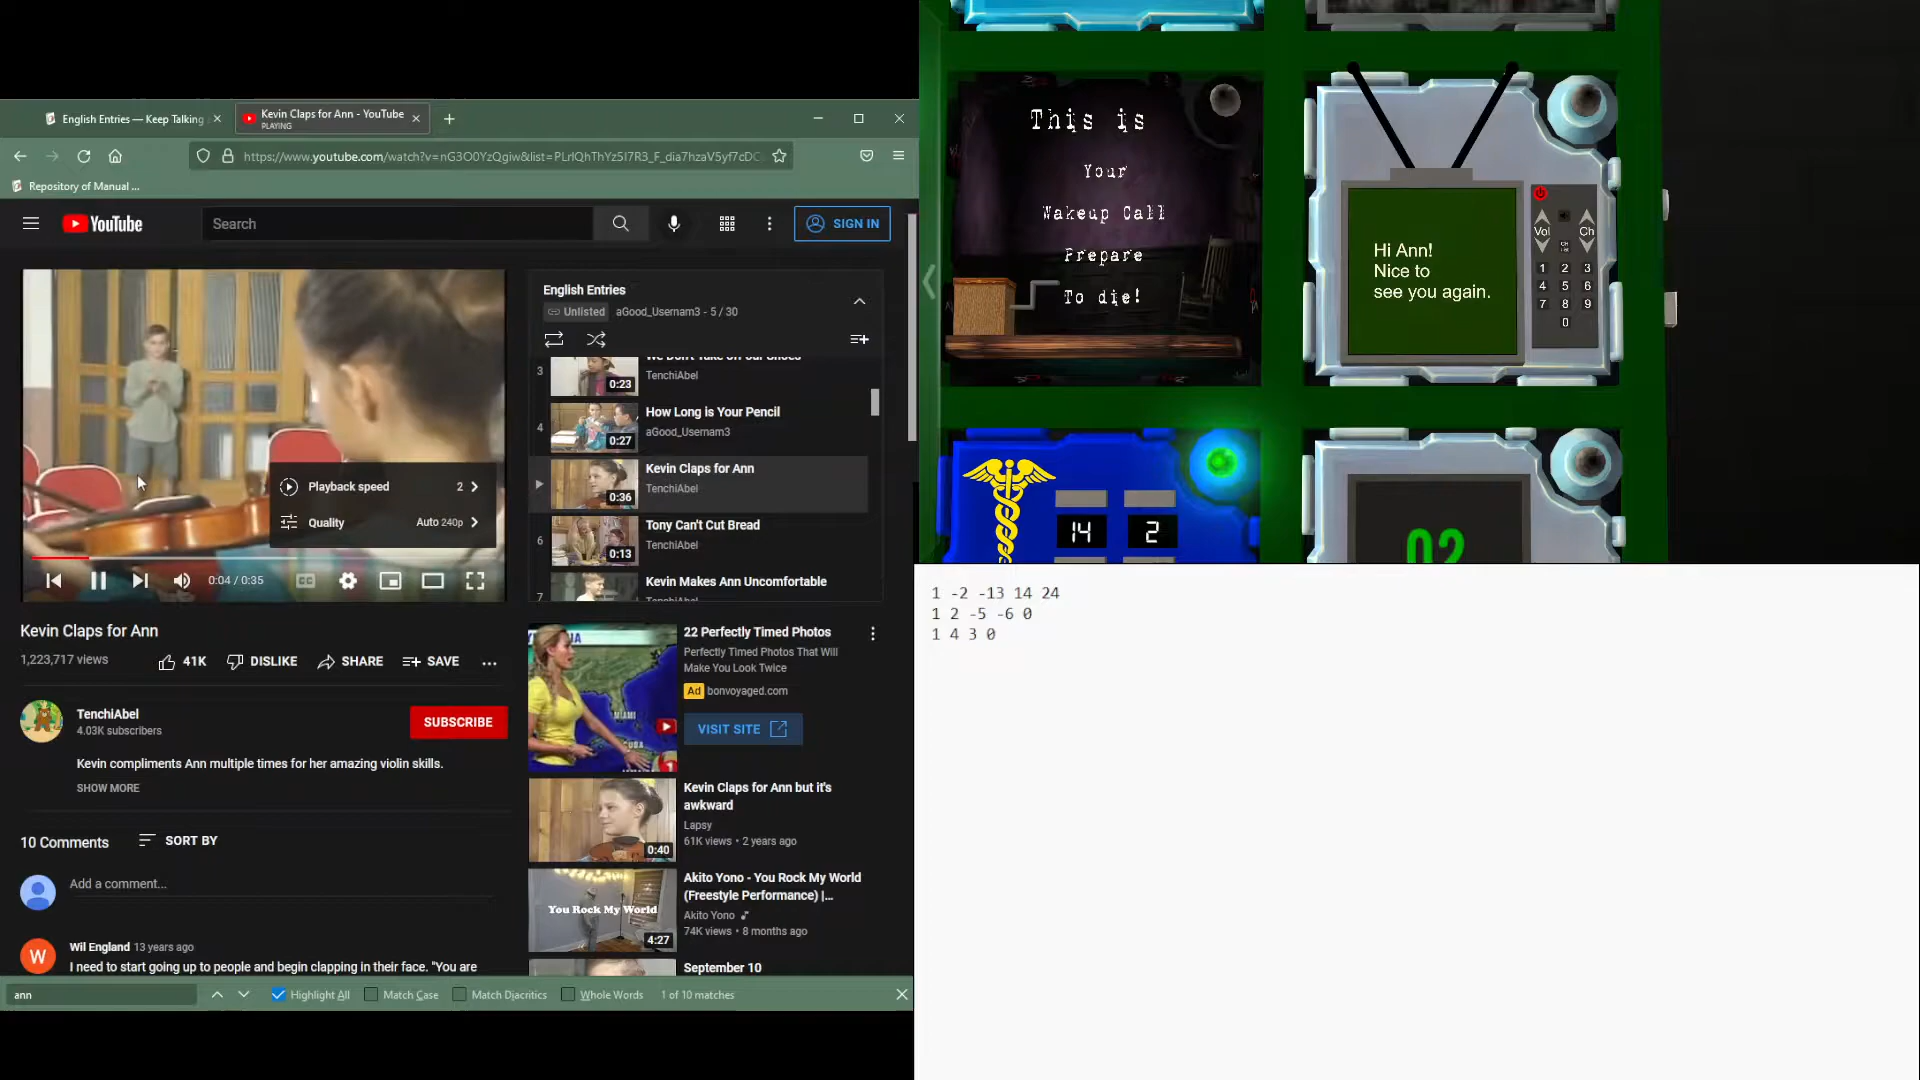 English Entries — Keep Talking
Kevin Claps for Ann - YouTube
PLAYING
https://www.youtube.com/watch?v=nG3O0YzQgiw&list=PLrIQhThYz5I7R3_F_dia7hzaV5yf7cDC
Repository of Manual ...
YouTube
Search
SIGN IN
Playback speed 2
Quality Auto 240p
0:04 / 0:35
CC
English Entries
Unlisted aGood_Usernam3 - 5 / 30
3
We Don't Take off Our Shoes
TenchiAbel
0:23
4
How Long is Your Pencil
aGood_Usernam3
0:27
Kevin Claps for Ann
TenchiAbel
0:36
6
Tony Can't Cut Bread
TenchiAbel
0:13
7
Kevin Makes Ann Uncomfortable
TenchiAbel
Kevin Claps for Ann
1,223,717 views
41K
DISLIKE
SHARE
SAVE
TenchiAbel
4.03K subscribers
SUBSCRIBE
Kevin compliments Ann multiple times for her amazing violin skills.
SHOW MORE
10 Comments
SORT BY
Add a comment...
W
Wil England 13 years ago
I need to start going up to people and begin clapping in their face. "You are
MIAMI
CUBA
22 Perfectly Timed Photos
Perfectly Timed Photos That Will
Make You Look Twice
Ad bonvoyaged.com
VISIT SITE
Kevin Claps for Ann but it's
awkward
Lapsy
61K views • 2 years ago
0:40
Akito Yono - You Rock My World
(Freestyle Performance) |...
Akito Yono
74K views • 8 months ago
You Rock My World
4:27
September 10
ann
Highlight All
Match Case
Match Diacritics
Whole Words
1 of 10 matches
This is
Your
Wakeup Call
Prepare
To die!
Hi Ann!
Nice to
see you again.
Vol
Ch
1 2 3
4 5 6
7 8 9
0
14
2
02
1 -2 -13 14 24
1 2 -5 -6 0
1 4 3 0